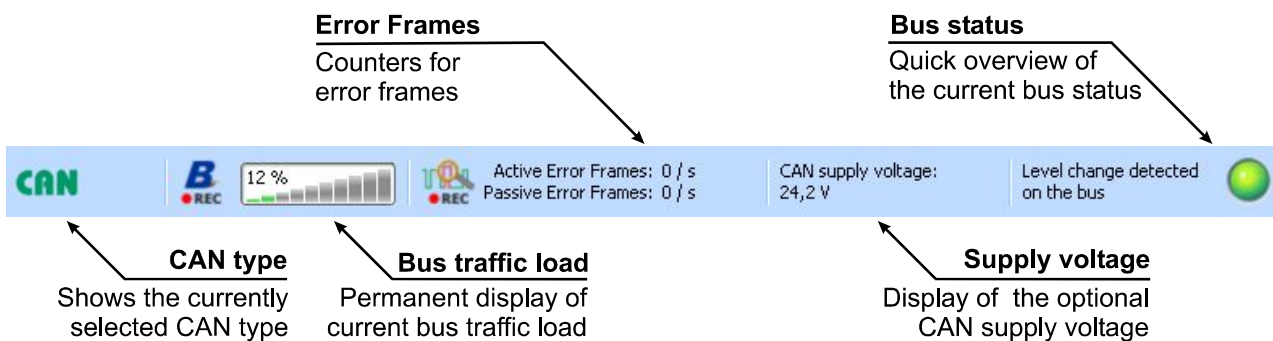 Error Frames
Counters for
error frames
Bus status
Quick overview of
the current bus status
CAN
B
REC
12 %
REC
Active Error Frames: 0 / s
Passive Error Frames: 0 / s
CAN supply voltage:
24,2 V
Level change detected
on the bus
CAN type
Shows the currently
selected CAN type
Bus traffic load
Permanent display of
current bus traffic load
Supply voltage
Display of the optional
CAN supply voltage